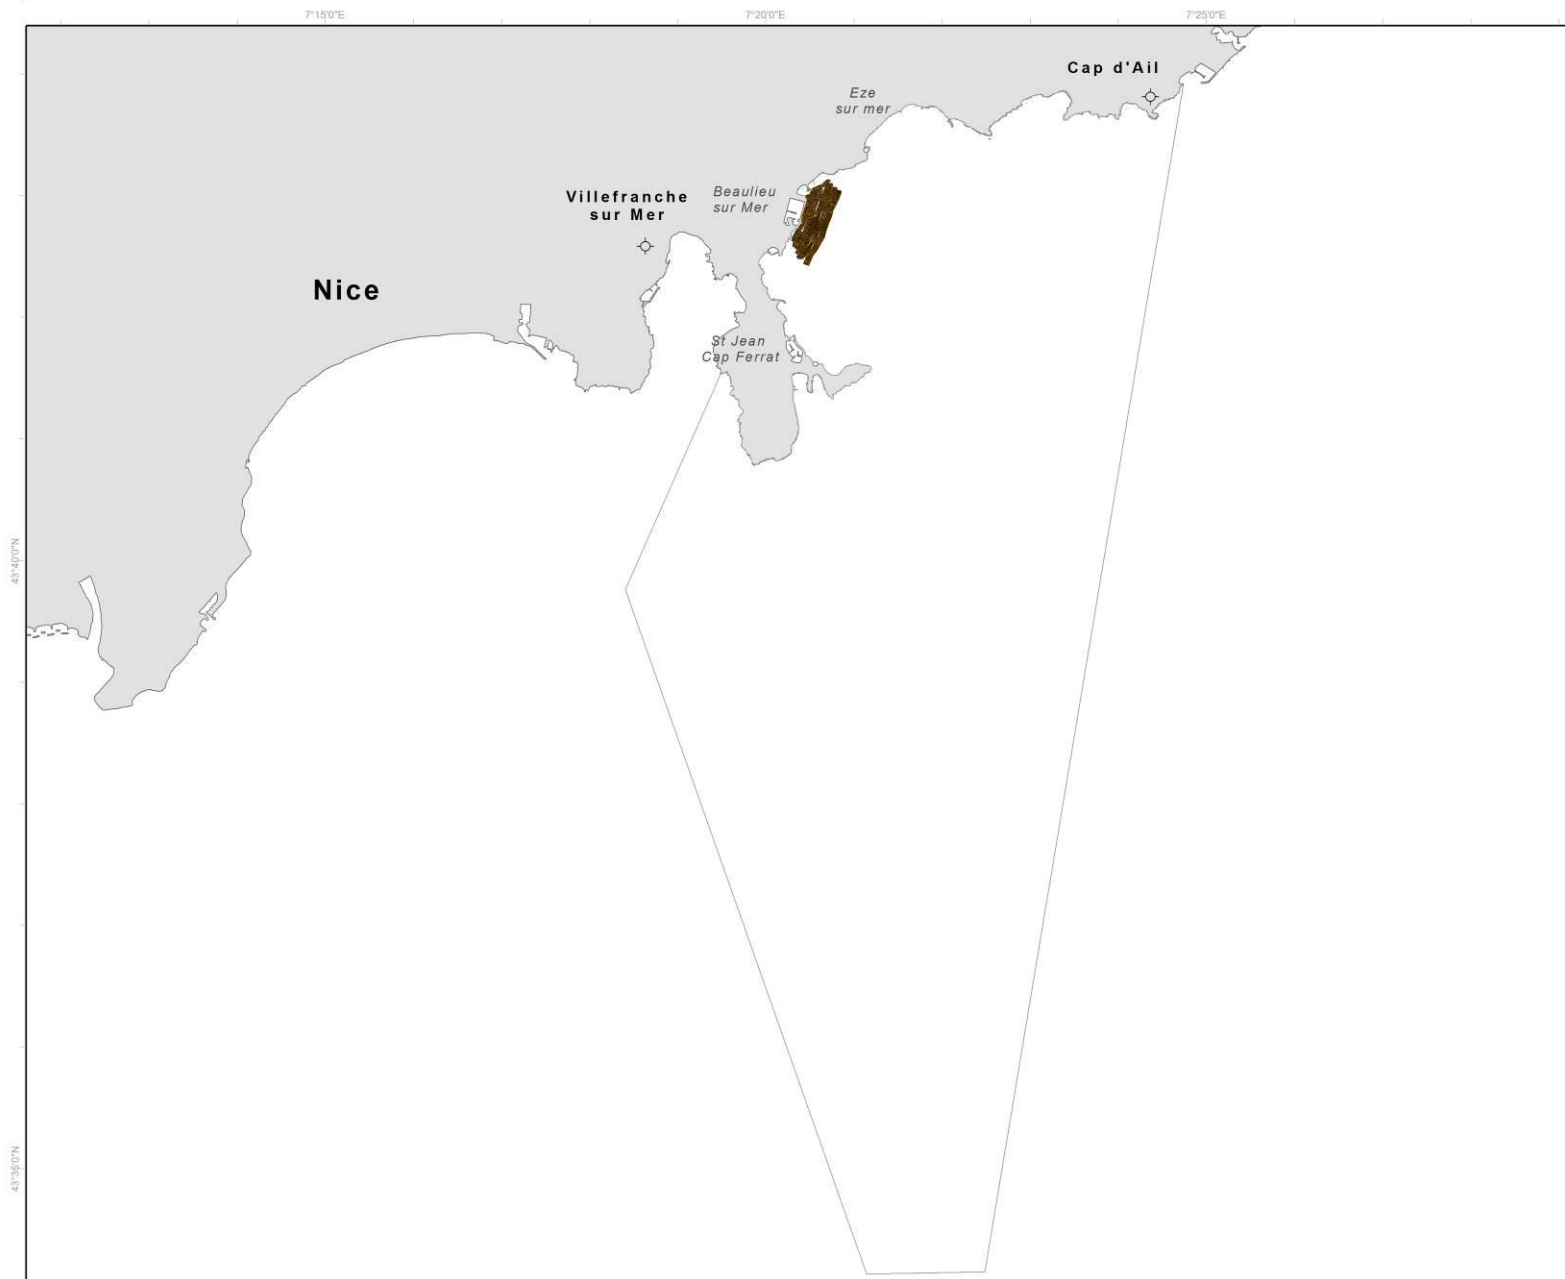 7°15'0"E
7°20'0"E
7°25'0"E
Cap d'Ail
Eze
sur mer
Villefranche
sur Mer
Beaulieu
sur Mer
Nice
St Jean
Cap Ferrat
43°40'0"N
43°35'0"N